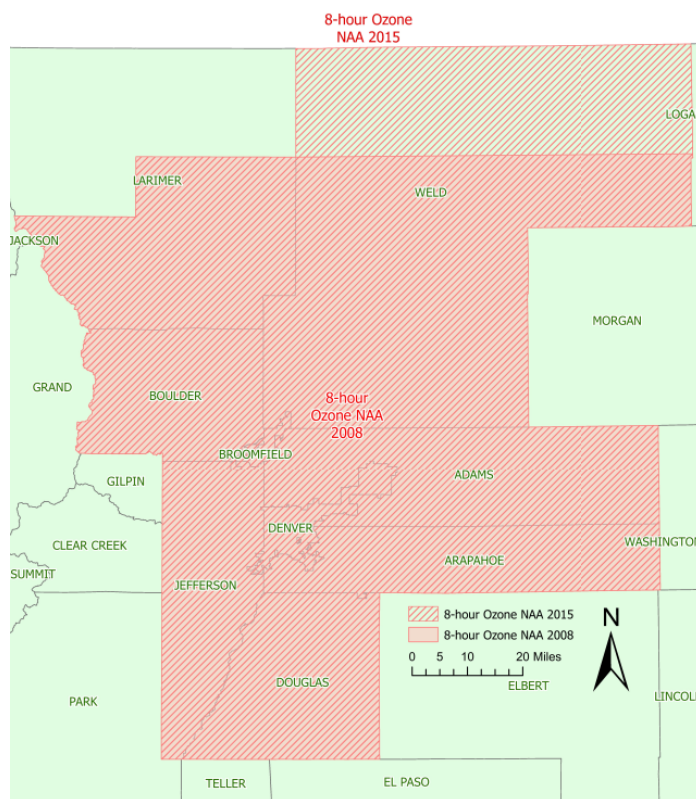 8-hour Ozone
NAA 2015
LOGA
LARIMER
WELD
JACKSON
MORGAN
GRAND
BOULDER
8-hour
Ozone NAA
2008
BROOMFIELD
GILPIN
ADAMS
DENVER
CLEAR CREEK
WASHINGTON
SUMMIT
ARAPAHOE
JEFFERSON
8-hour Ozone NAA 2015
N
8-hour Ozone NAA 2008
0 5 10 20 Miles
DOUGLAS
ELBERT
LINCOL
PARK
TELLER
EL PASO